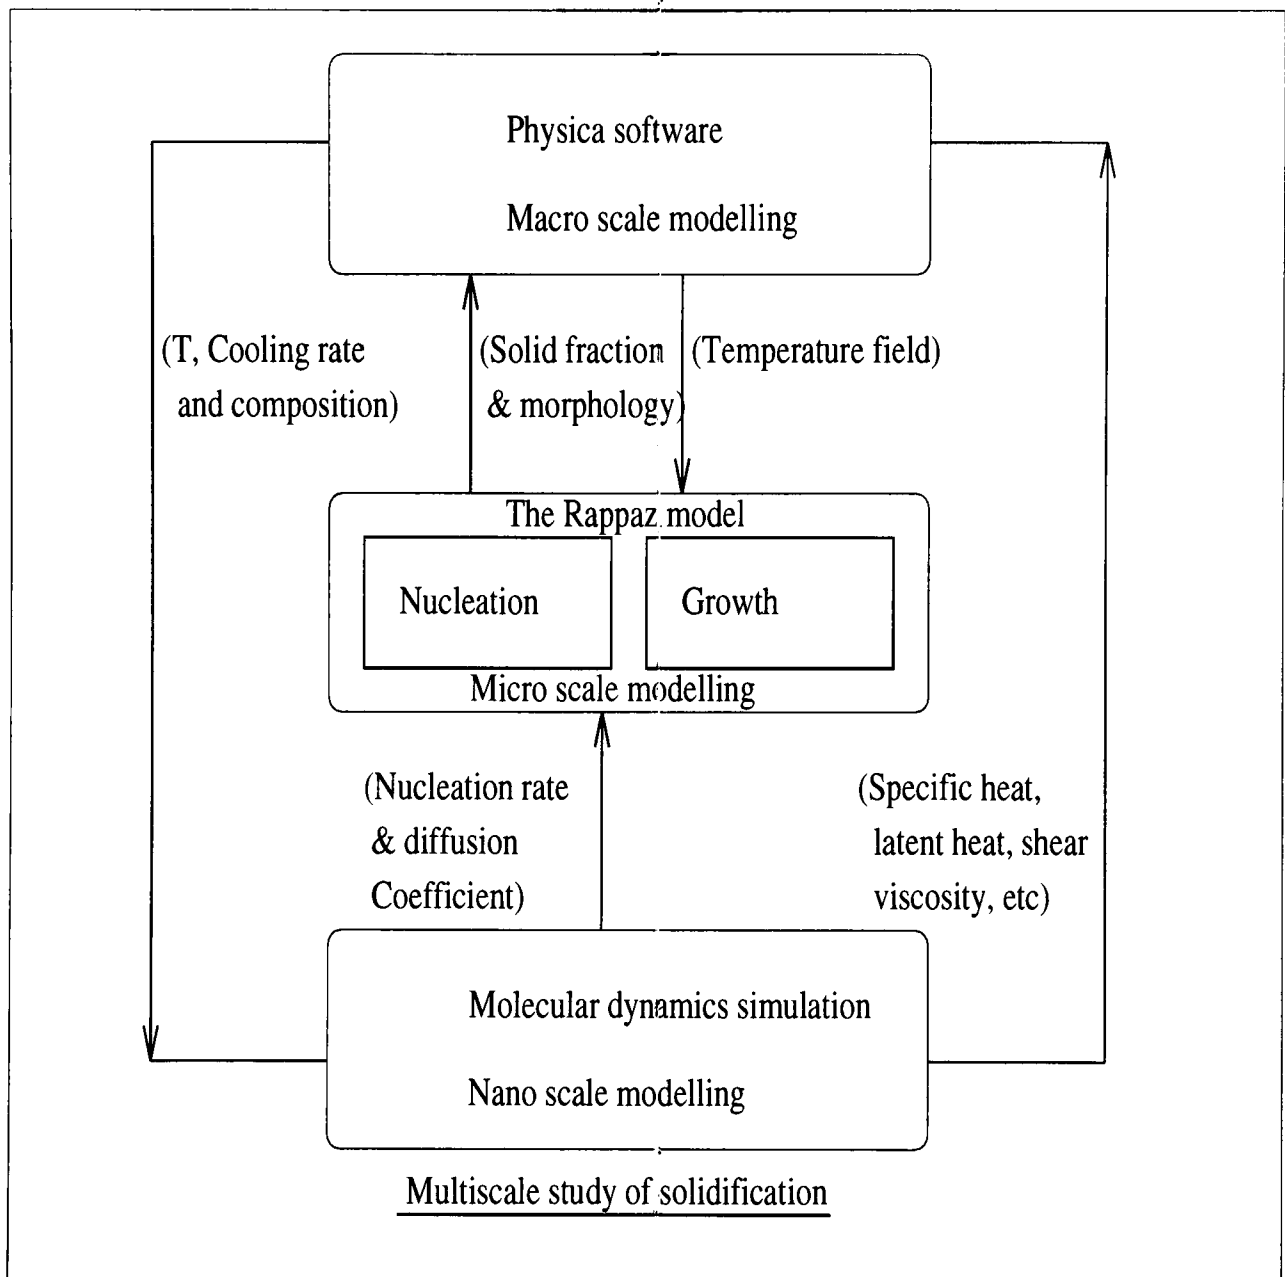 Physica software
Macro scale modelling
(T, Cooling rate
and composition)
(Solid fraction
& morphology)
(Temperature field)
The Rappaz model
Nucleation
Growth
Micro scale modelling
(Nucleation rate
& diffusion
Coefficient)
(Specific heat,
latent heat, shear
viscosity, etc)
Molecular dynamics simulation
Nano scale modelling
Multiscale study of solidification